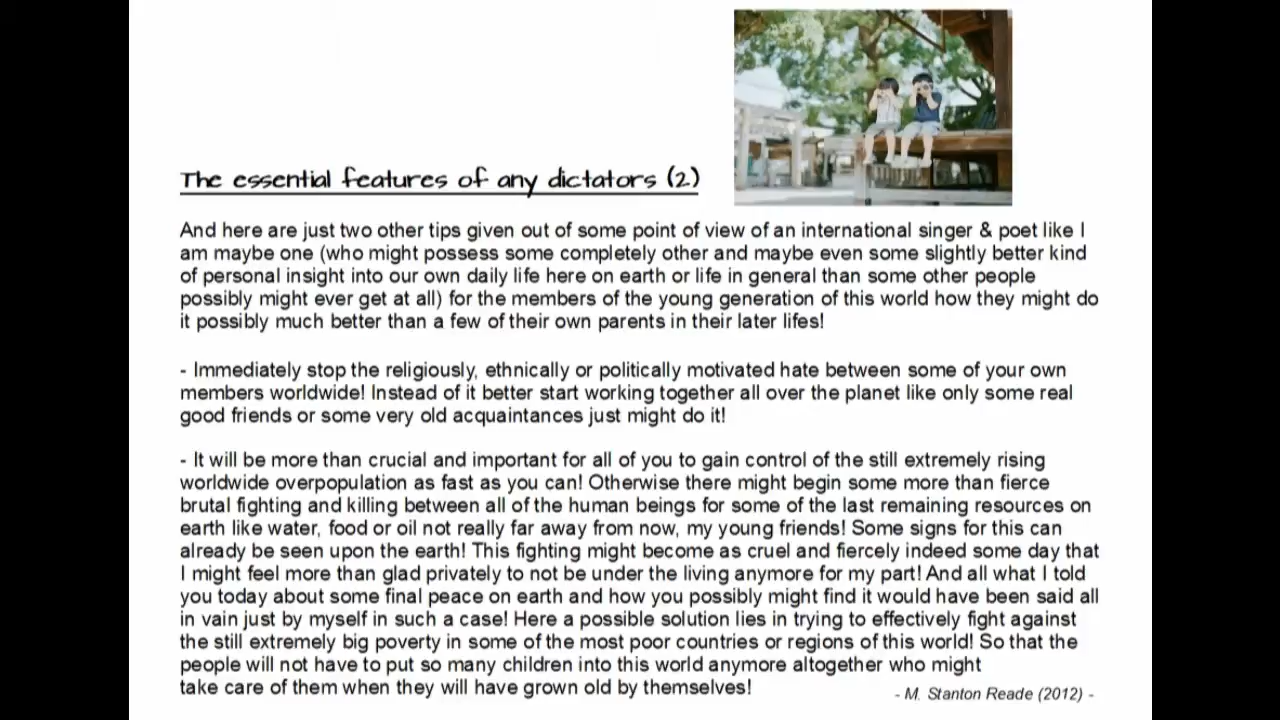 The essential features of any dictators (2)
And here are just two other tips given out of some point of view of an international singer & poet like I
am maybe one (who might possess some completely other and maybe even some slightly better kind
of personal insight into our own daily life here on earth or life in general than some other people
possibly might ever get at all) for the members of the young generation of this world how they might do
it possibly much better than a few of their own parents in their later lifes!
- Immediately stop the religiously, ethnically or politically motivated hate between some of your own
members worldwide! Instead of it better start working together all over the planet like only some real
good friends or some very old acquaintances just might do it!
- It will be more than crucial and important for all of you to gain control of the still extremely rising
worldwide overpopulation as fast as you can! Otherwise there might begin some more than fierce
brutal fighting and killing between all of the human beings for some of the last remaining resources on
earth like water, food or oil not really far away from now, my young friends! Some signs for this can
already be seen upon the earth! This fighting might become as cruel and fiercely indeed some day that
I might feel more than glad privately to not be under the living anymore for my part! And all what I told
you today about some final peace on earth and how you possibly might find it would have been said all
in vain just by myself in such a case! Here a possible solution lies in trying to effectively fight against
the still extremely big poverty in some of the most poor countries or regions of this world! So that the
people will not have to put so many children into this world anymore altogether who might
take care of them when they will have grown old by themselves!
- M. Stanton Reade (2012) -